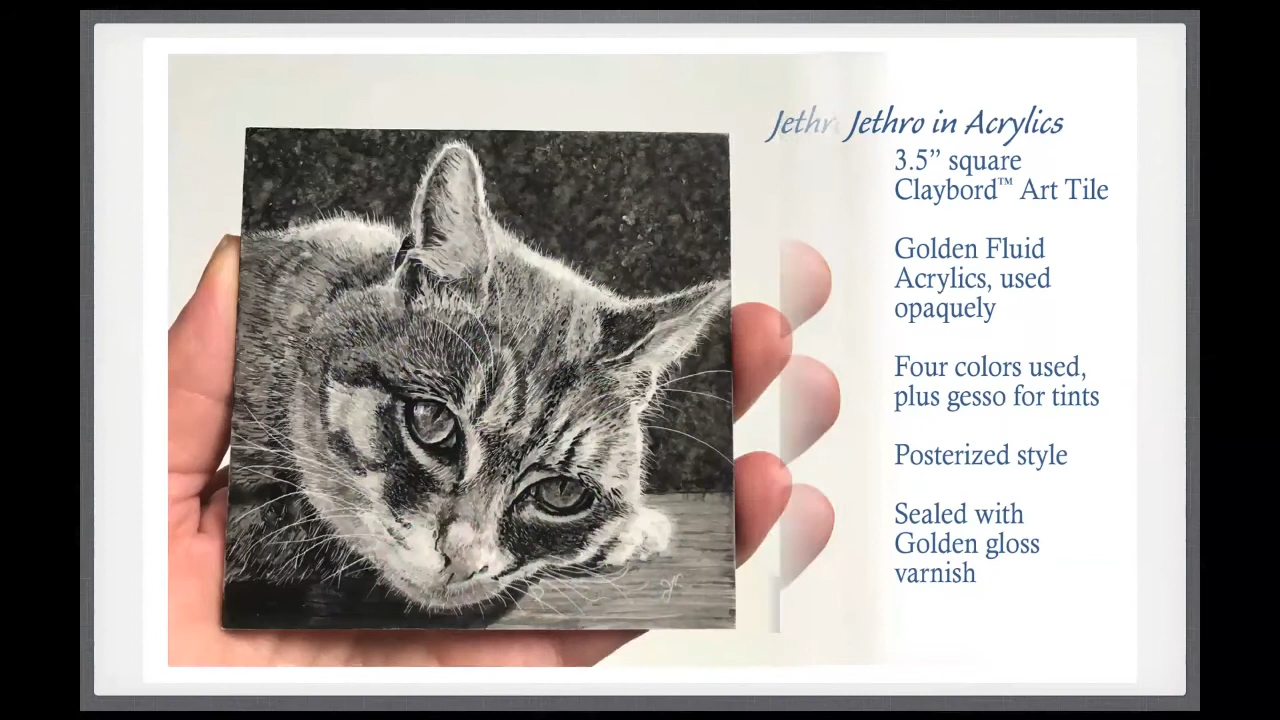 Jethr Jethro in Acrylics
3.5” square
Claybord™ Art Tile
Golden Fluid
Acrylics, used
opaquely
Four colors used,
plus gesso for tints
Posterized style
Sealed with
Golden gloss
varnish